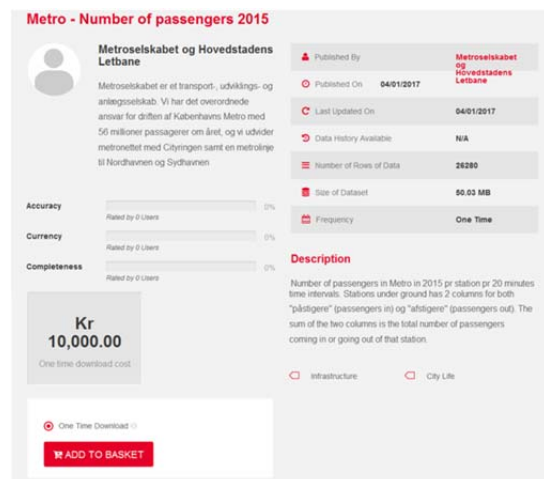 Metro - Number of passengers 2015
Metroselskabet og Hovedstadens
Letbane
Metroselskabet er et transport-, udviklings- og
anlægsselskab. Vi har det overordnede
ansvar for driften af Københavns Metro med
56 millioner passagerer om året, og vi udvider
metronettet med Cityringen samt en metrolinje
til Nordhavnen og Sydhavnen
Accuracy 0%
Rated by 0 Users
Currency 0%
Rated by 0 Users
Completeness 0%
Rated by 0 Users
Kr
10,000.00
One time download cost
One Time Download
ADD TO BASKET
Published By Metroselskabet
og
Hovedstadens
Letbane
Published On 04/01/2017
Last Updated On 04/01/2017
Data History Available N/A
Number of Rows of Data 26280
Size of Dataset 50.03 MB
Frequency One Time
Description
Number of passengers in Metro in 2015 pr station pr 20 minutes
time intervals. Stations under ground has 2 columns for both
"påstigere" (passengers in) og "afstigere" (passengers out). The
sum of the two columns is the total number of passengers
coming in or going out of that station.
Infrastructure City Life